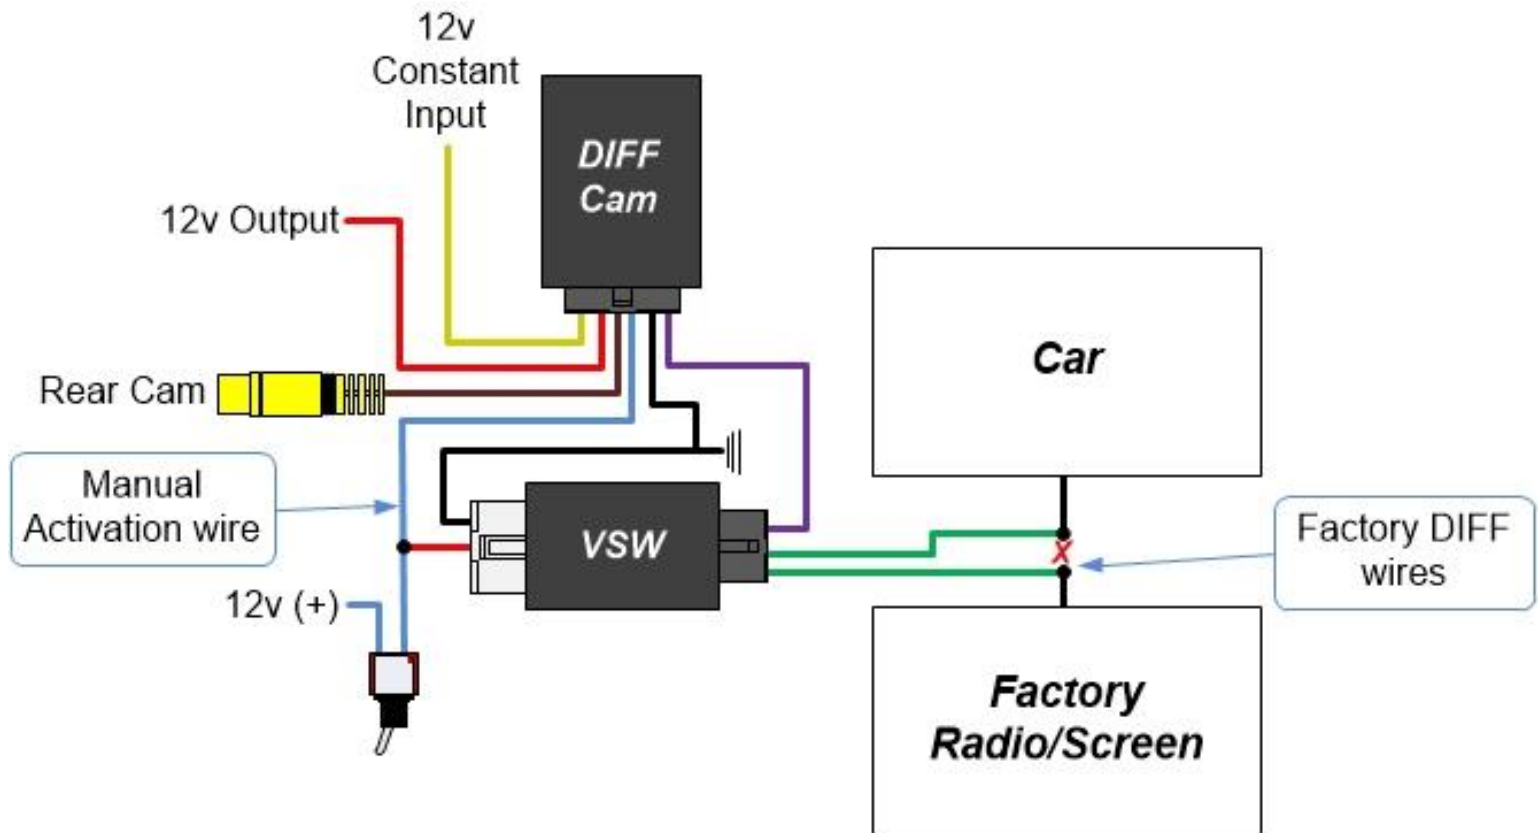 12v
Constant
Input
DIFF
Cam
12v Output
Rear Cam
Car
Manual
Activation wire
VSW
Factory DIFF
wires
12v (+)
Factory
Radio/Screen